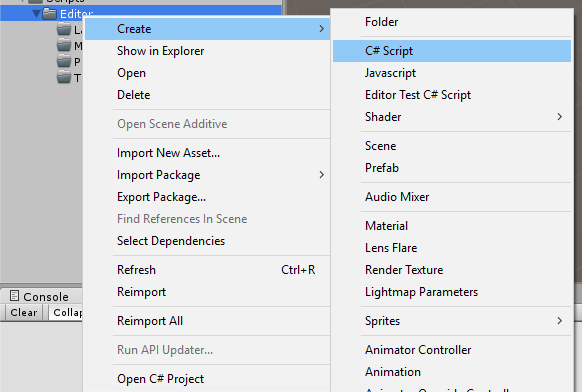 Editor
Create
Show in Explorer
Open
Delete
Open Scene Additive
Import New Asset...
Import Package
Export Package...
Find References In Scene
Select Dependencies
Refresh Ctrl+R
Reimport
Reimport All
Run API Updater...
Open C# Project
Folder
C# Script
Javascript
Editor Test C# Script
Shader
Scene
Prefab
Audio Mixer
Material
Lens Flare
Render Texture
Lightmap Parameters
Sprites
Animator Controller
Animation
Console
Clear